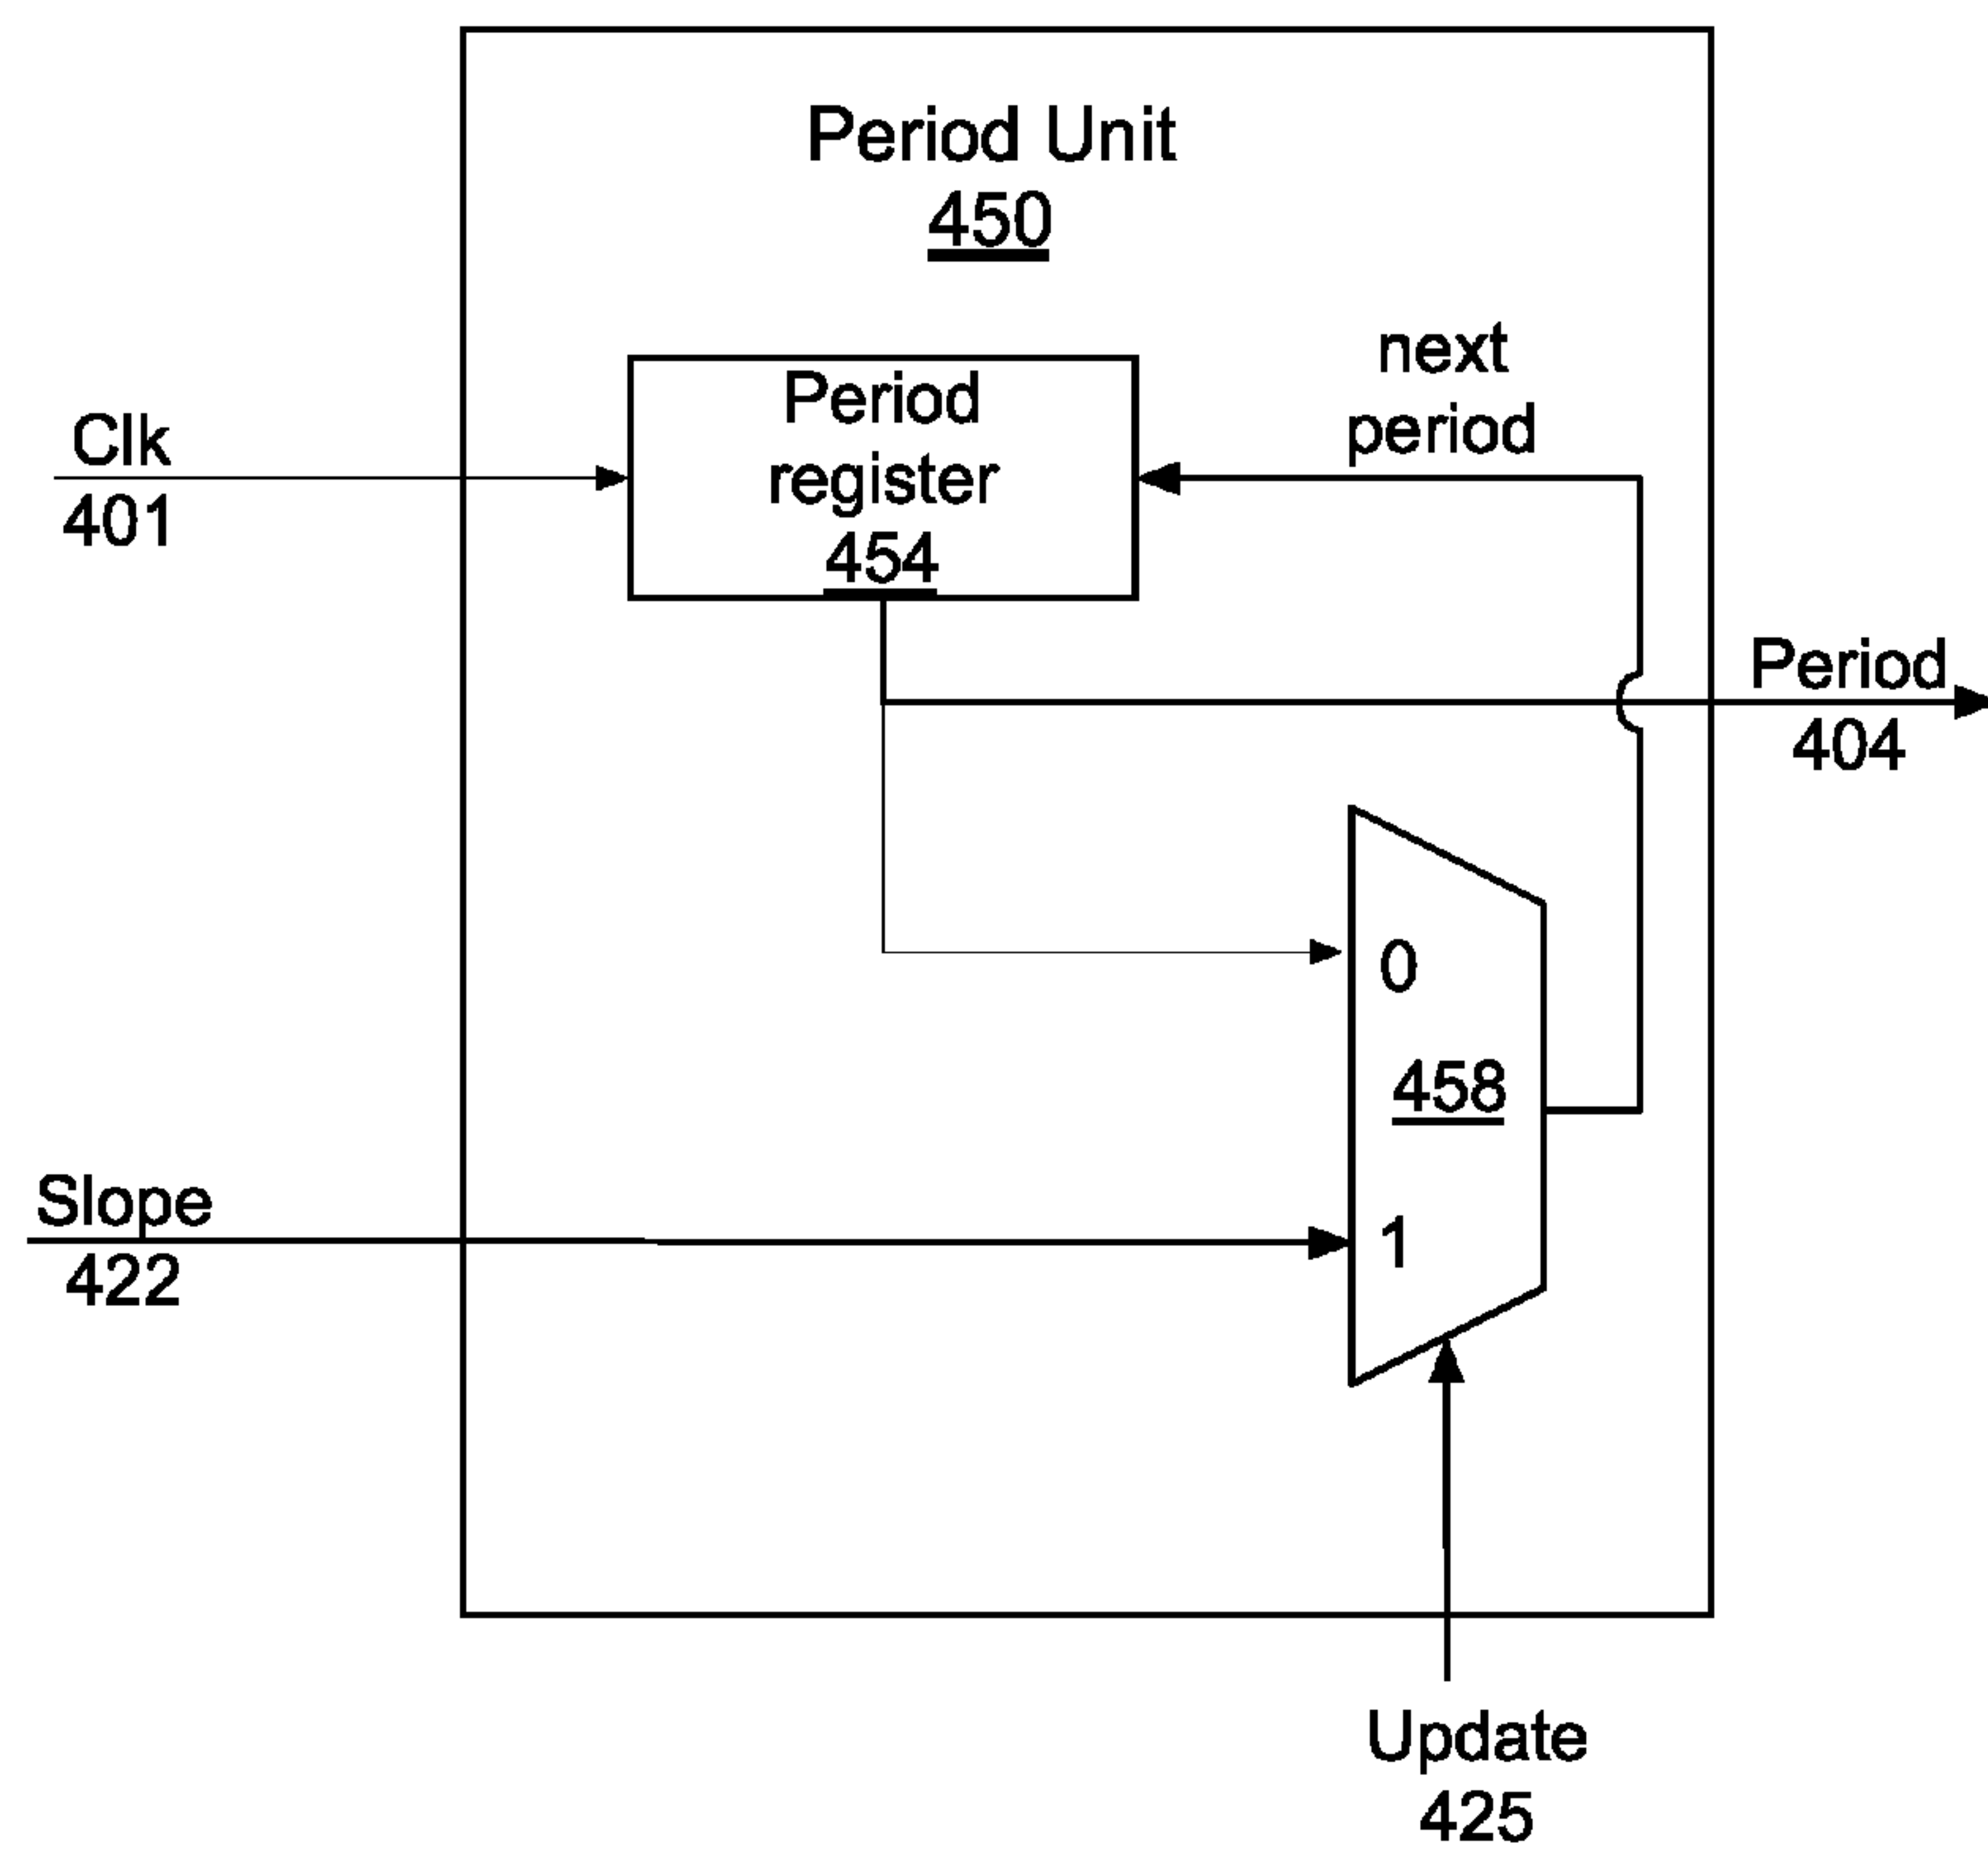 Period Unit
450
next
period
Period
register
454
Clk
401
Period
404
0
458
1
Slope
422
Update
425